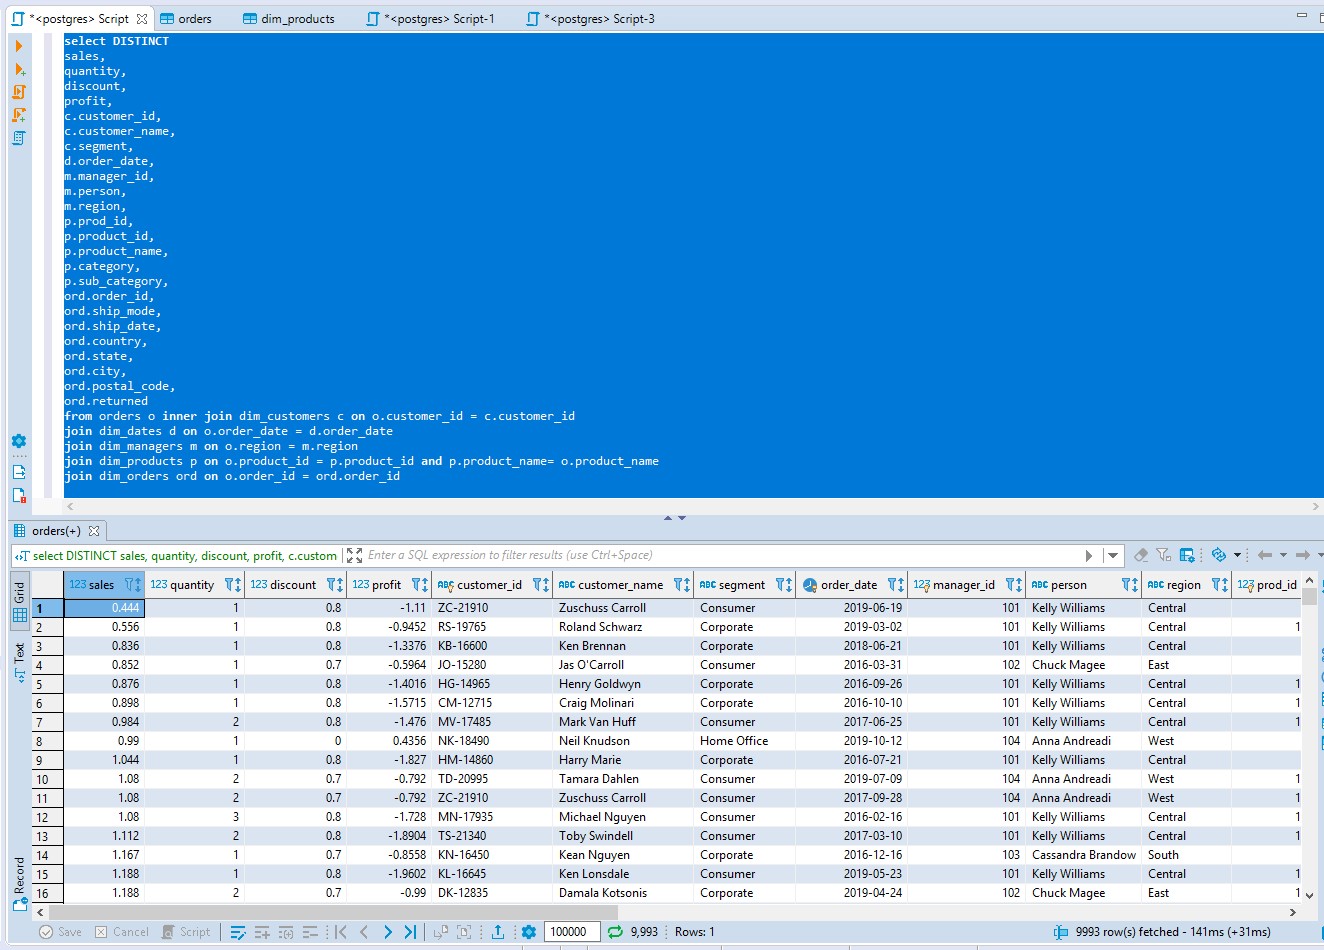 *<postgres> Script
orders
dim_products
*<postgres> Script-1
*<postgres> Script-3
select DISTINCT
sales,
quantity,
discount,
profit,
c.customer_id,
c.customer_name,
c.segment,
d.order_date,
m.manager_id,
m.person,
m.region,
p.prod_id,
p.product_id,
p.product_name,
p.category,
p.sub_category,
ord.order_id,
ord.ship_mode,
ord.ship_date,
ord.country,
ord.state,
ord.city,
ord.postal_code,
ord.returned
from orders o inner join dim_customers c on o.customer_id = c.customer_id
join dim_dates d on o.order_date = d.order_date
join dim_managers m on o.region = m.region
join dim_products p on o.product_id = p.product_id and p.product_name= o.product_name
join dim_orders ord on o.order_id = ord.order_id
orders(+)
select DISTINCT sales, quantity, discount, profit, c.custom Enter a SQL expression to filter results (use Ctrl+Space)
Grid
Text
Record
123 sales 123 quantity 123 discount 123 profit ABC customer_id ABC customer_name ABC segment order_date 123 manager_id ABC person ABC region 123 prod_id
1 0.444 1 0.8 -1.11 ZC-21910 Zuschuss Carroll Consumer 2019-06-19 101 Kelly Williams Central
2 0.556 1 0.8 -0.9452 RS-19765 Roland Schwarz Corporate 2019-03-02 101 Kelly Williams Central 1
3 0.836 1 0.8 -1.3376 KB-16600 Ken Brennan Corporate 2018-06-21 101 Kelly Williams Central
4 0.852 1 0.7 -0.5964 JO-15280 Jas O'Carroll Consumer 2016-03-31 102 Chuck Magee East
5 0.876 1 0.8 -1.4016 HG-14965 Henry Goldwyn Corporate 2016-09-26 101 Kelly Williams Central 1
6 0.898 1 0.8 -1.5715 CM-12715 Craig Molinari Corporate 2016-10-10 101 Kelly Williams Central 1
7 0.984 2 0.8 -1.476 MV-17485 Mark Van Huff Consumer 2017-06-25 101 Kelly Williams Central 1
8 0.99 1 0 0.4356 NK-18490 Neil Knudson Home Office 2019-10-12 104 Anna Andreadi West
9 1.044 1 0.8 -1.827 HM-14860 Harry Marie Corporate 2016-07-21 101 Kelly Williams Central
10 1.08 2 0.7 -0.792 TD-20995 Tamara Dahlen Consumer 2019-07-09 104 Anna Andreadi West 1
11 1.08 2 0.7 -0.792 ZC-21910 Zuschuss Carroll Consumer 2017-09-28 104 Anna Andreadi West 1
12 1.08 3 0.8 -1.728 MN-17935 Michael Nguyen Consumer 2016-02-16 101 Kelly Williams Central 1
13 1.112 2 0.8 -1.8904 TS-21340 Toby Swindell Consumer 2017-03-10 101 Kelly Williams Central 1
14 1.167 1 0.7 -0.8558 KN-16450 Kean Nguyen Corporate 2016-12-16 103 Cassandra Brandow South
15 1.188 1 0.8 -1.9602 KL-16645 Ken Lonsdale Consumer 2019-05-23 101 Kelly Williams Central 1
16 1.188 2 0.7 -0.99 DK-12835 Damala Kotsonis Corporate 2019-04-24 102 Chuck Magee East 1
Save Cancel Script 100000 9,993 Rows: 1 9993 row(s) fetched - 141ms (+31ms)